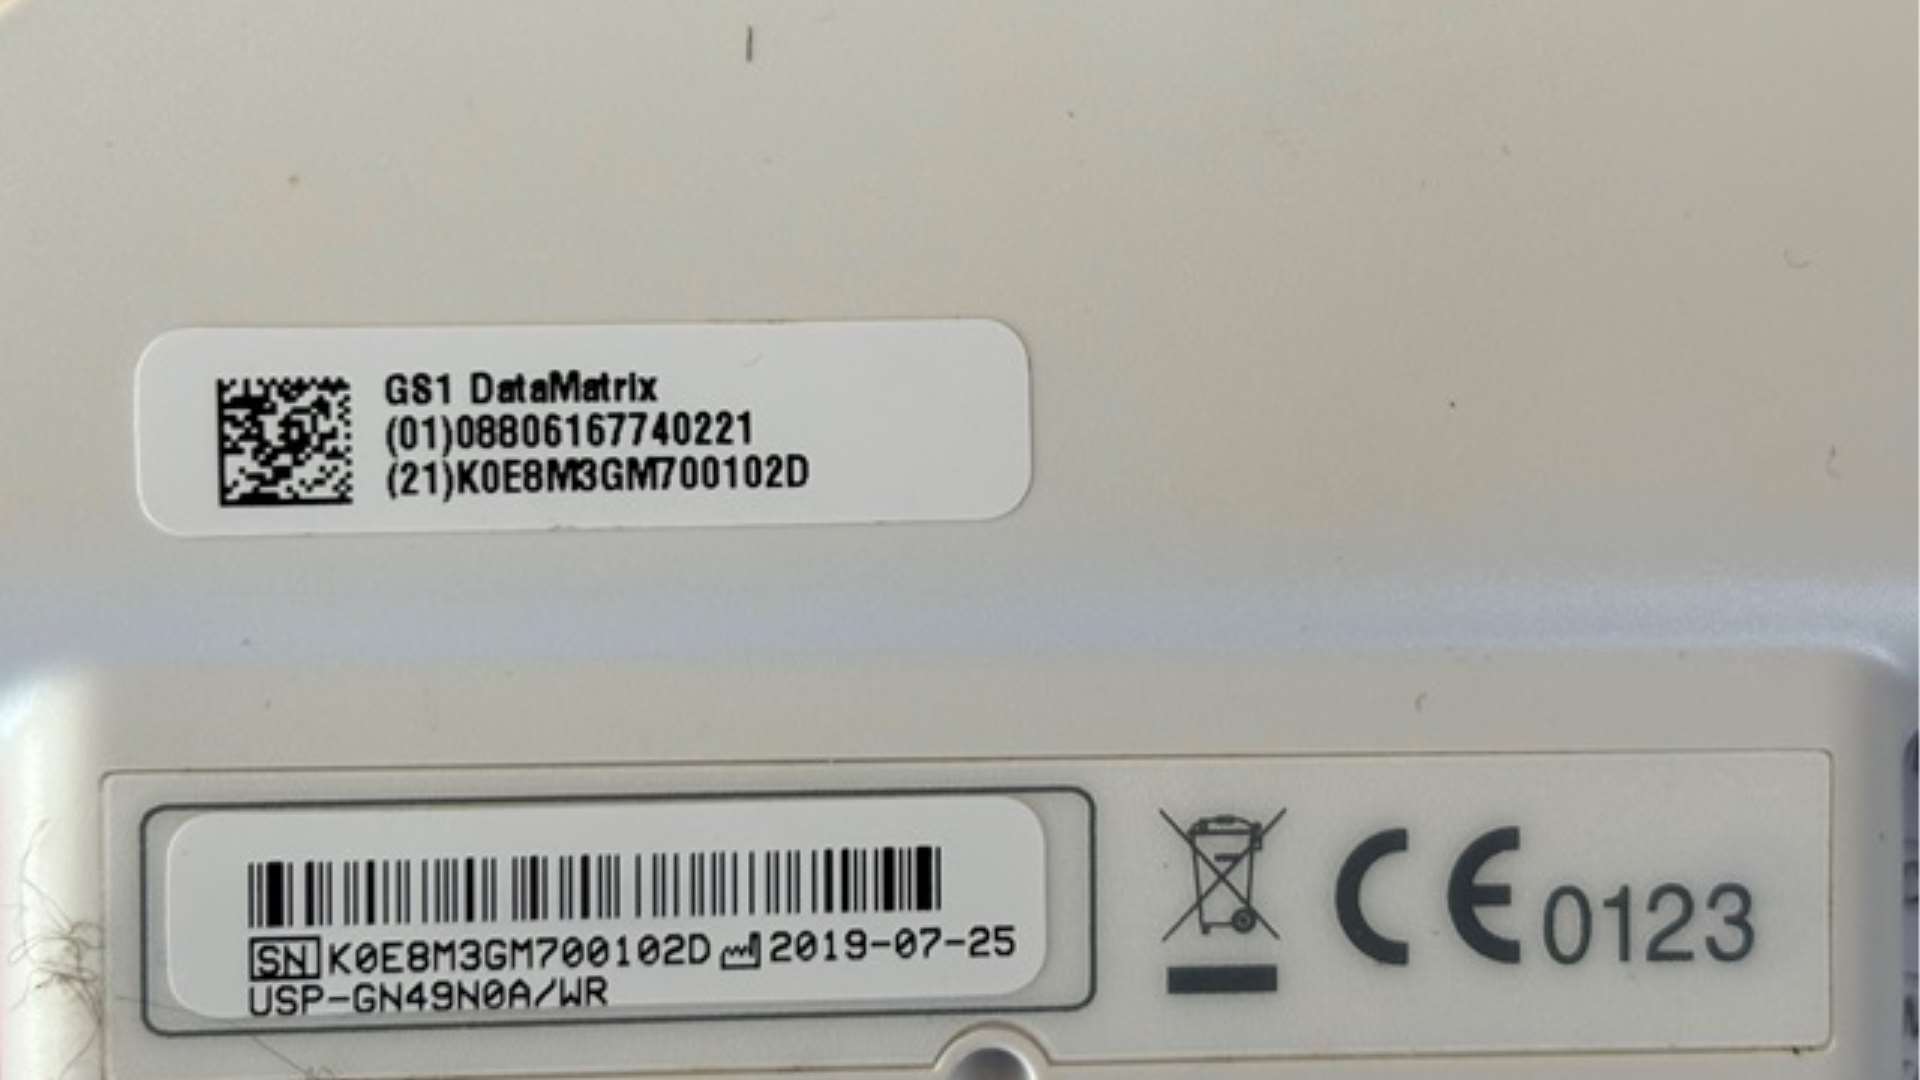 GS1 DataMatrix
(01)08806167740221
(21)K0E8M3GM700102D
SN K0E8M3GM700102D 2019-07-25
USP-GN49N0A/WR
CE 0123